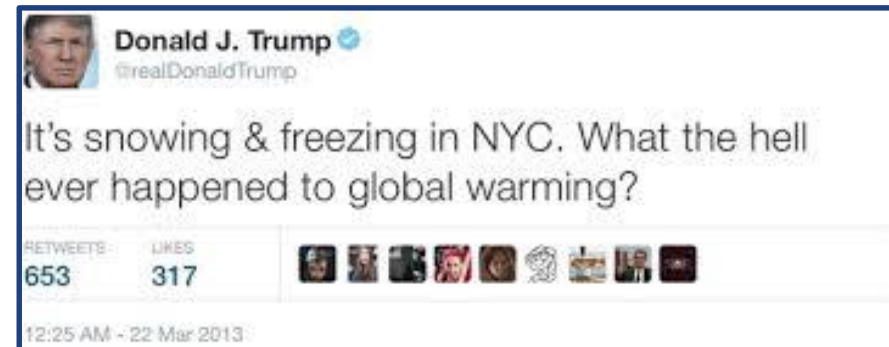 Donald J. Trump
@realDonaldTrump
It's snowing & freezing in NYC. What the hell
ever happened to global warming?
RETWEETS LIKES
653 317
12:25 AM - 22 Mar 2013